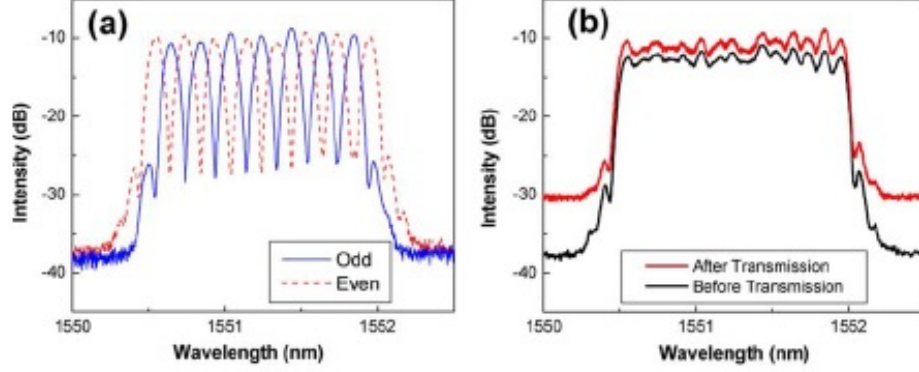 (a)
-10
-20
-30
-40
Intensity (dB)
Odd
Even
1550
1551
1552
Wavelength (nm)
(b)
-10
-20
-30
-40
Intensity (dB)
After Transmission
Before Transmission
1550
1551
1552
Wavelength (nm)